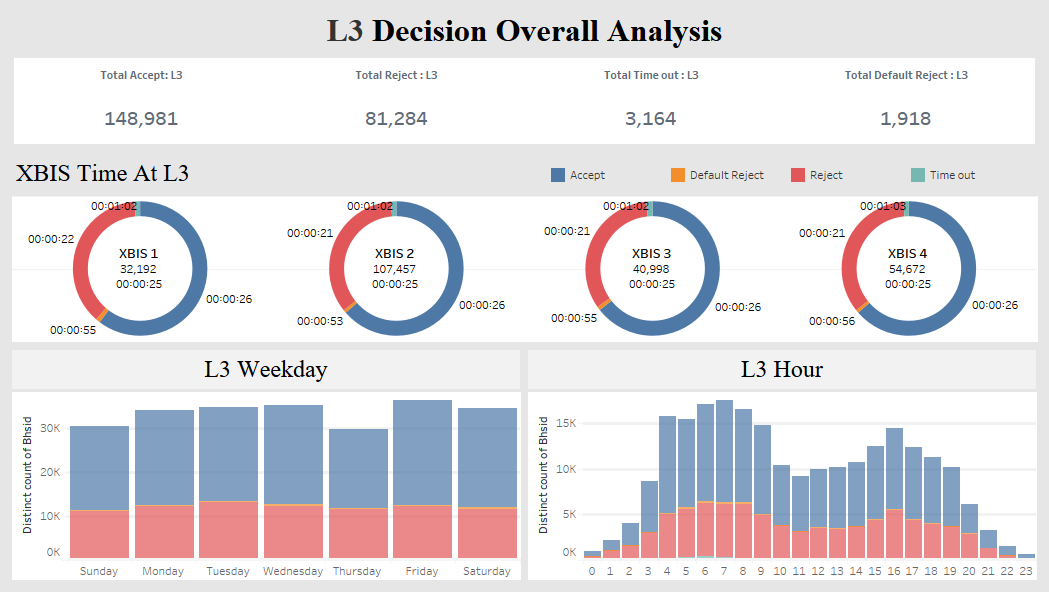 L3 Decision Overall Analysis
Total Accept: L3
Total Reject : L3
Total Time out : L3
Total Default Reject : L3
148,981
81,284
3,164
1,918
XBIS Time At L3
Accept
Default Reject
Reject
Time out
00:01:02
00:00:22
XBIS 1
32,192
00:00:25
00:00:26
00:00:55
00:01:02
00:00:21
XBIS 2
107,457
00:00:25
00:00:26
00:00:53
00:01:02
00:00:21
XBIS 3
40,998
00:00:25
00:00:26
00:00:55
00:01:03
00:00:21
XBIS 4
54,672
00:00:25
00:00:26
00:00:56
L3 Weekday
Distinct count of Bhsid
30K
20K
10K
0K
Sunday Monday Tuesday Wednesday Thursday Friday Saturday
L3 Hour
Distinct count of Bhsid
15K
10K
5K
0K
0 1 2 3 4 5 6 7 8 9 10 11 12 13 14 15 16 17 18 19 20 21 22 23